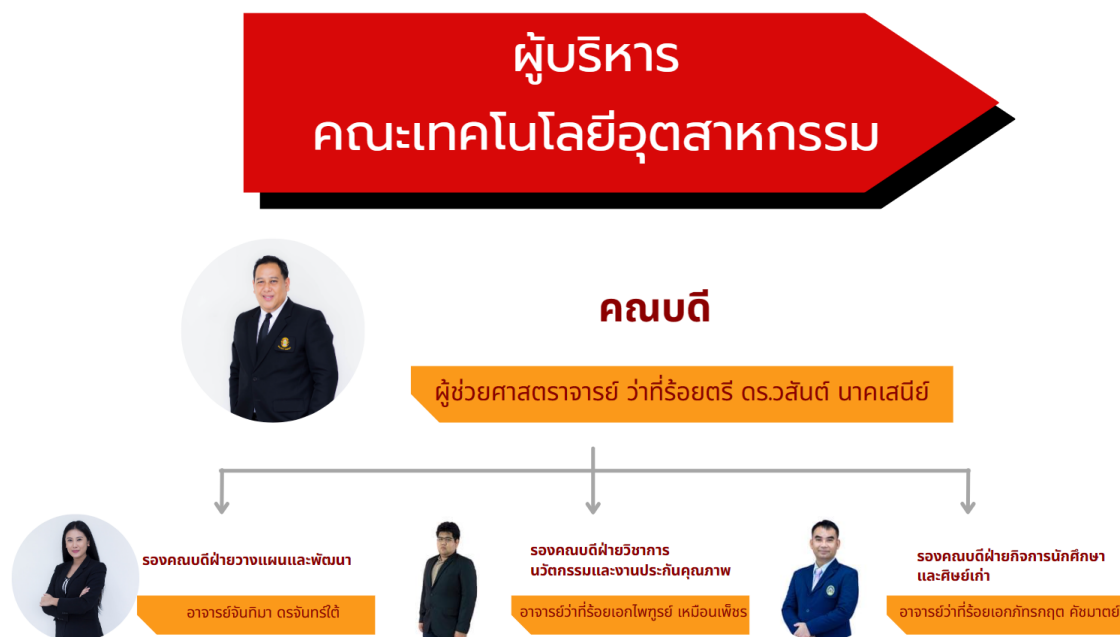 ผู้บริหาร
คณะเทคโนโลยีอุตสาหกรรม
คณบดี
ผู้ช่วยศาสตราจารย์ ว่าที่ร้อยตรี ดร.วสันต์ นาคเสนีย์
รองคณบดีฝ่ายวางแผนและพัฒนา
อาจารย์จันทิมา ดรจันทร์ใต้
รองคณบดีฝ่ายวิชาการ
นวัตกรรมและงานประกันคุณภาพ
อาจารย์ว่าที่ร้อยเอกไพฑูรย์ เหมือนเพ็ชร
รองคณบดีฝ่ายกิจการนักศึกษา
และศิษย์เก่า
อาจารย์ว่าที่ร้อยเอกภัทรกฤต คัชมาตย์